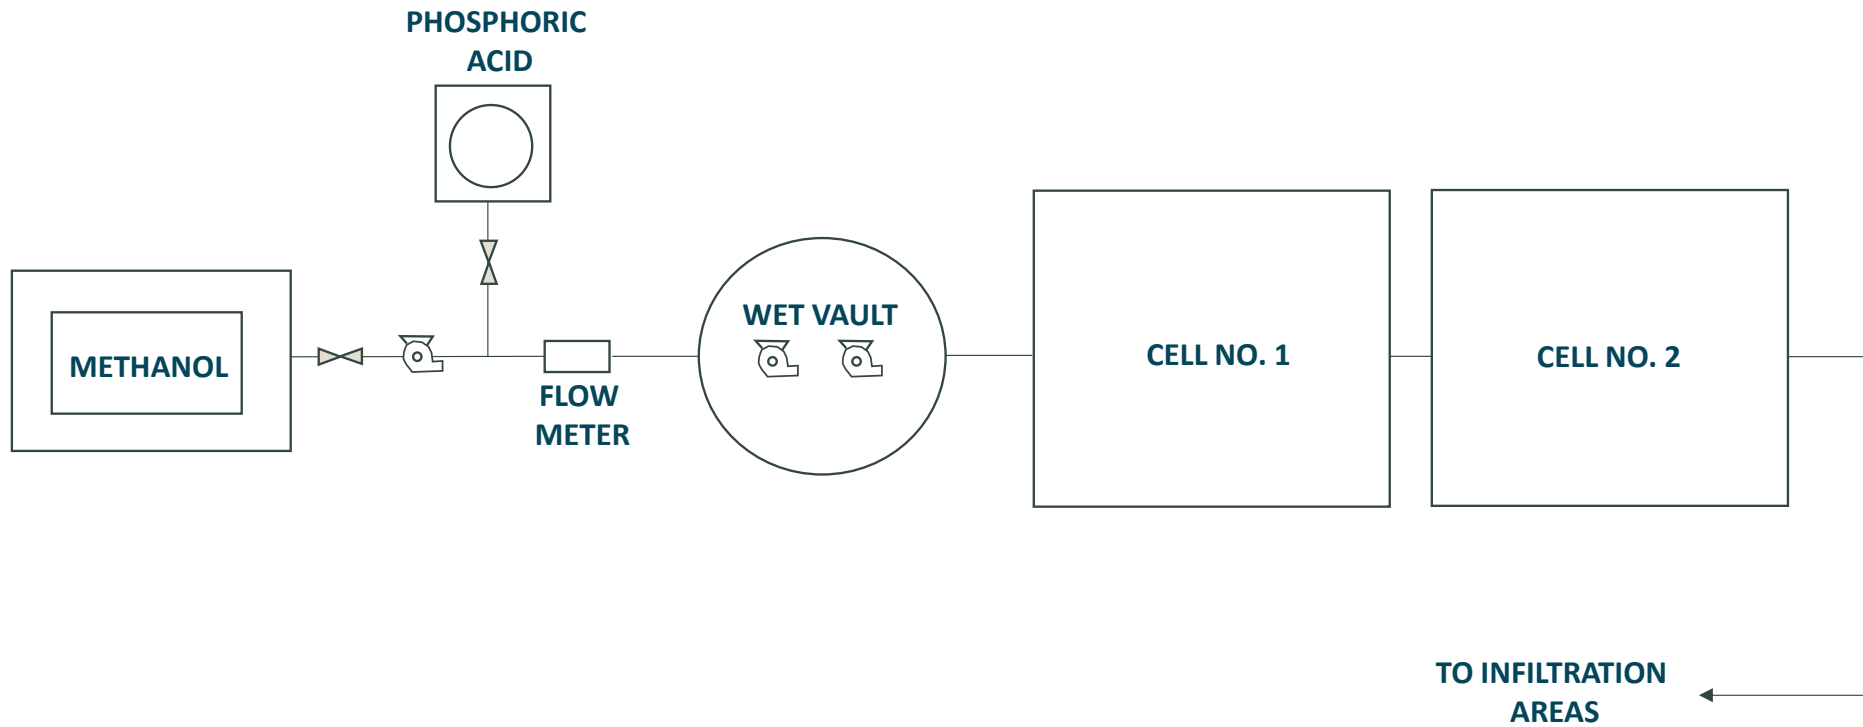 PHOSPHORIC
ACID
METHANOL
FLOW
METER
WET VAULT
CELL NO. 1
CELL NO. 2
TO INFILTRATION
AREAS